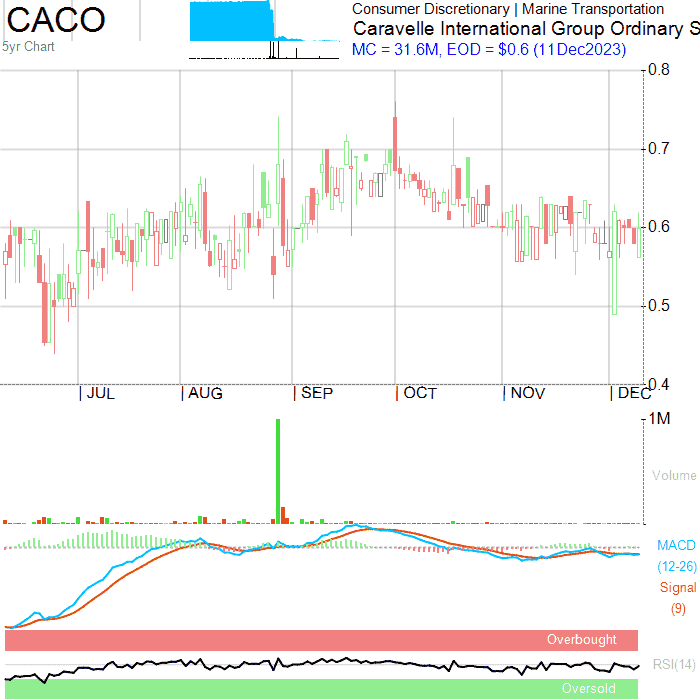 CACO
5yr Chart
Consumer Discretionary | Marine Transportation
Caravelle International Group Ordinary S
MC = 31.6M, EOD = $0.6 (11Dec2023)
0.8
0.7
0.6
0.5
0.4
| JUL | AUG | SEP | OCT | NOV | DEC
1M
Volume
MACD
(12-26)
Signal
(9)
Overbought
RSI(14)
Oversold